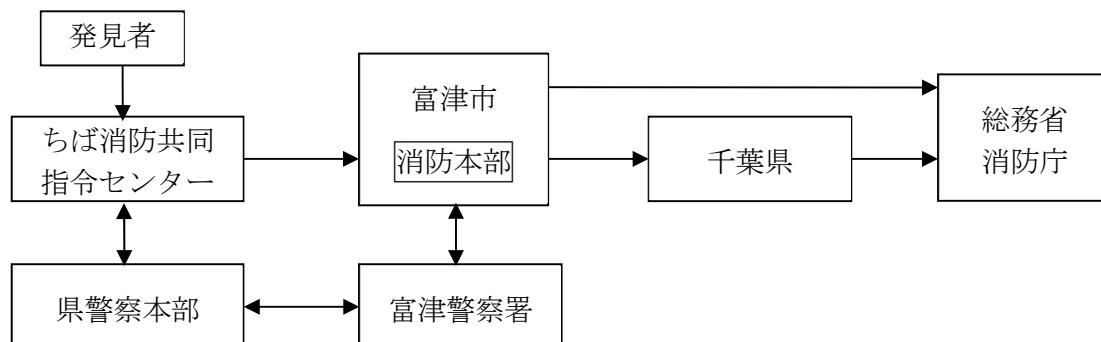 発見者
ちば消防共同
指令センター
富津市
消防本部
千葉県
総務省
消防庁
県警察本部
富津警察署